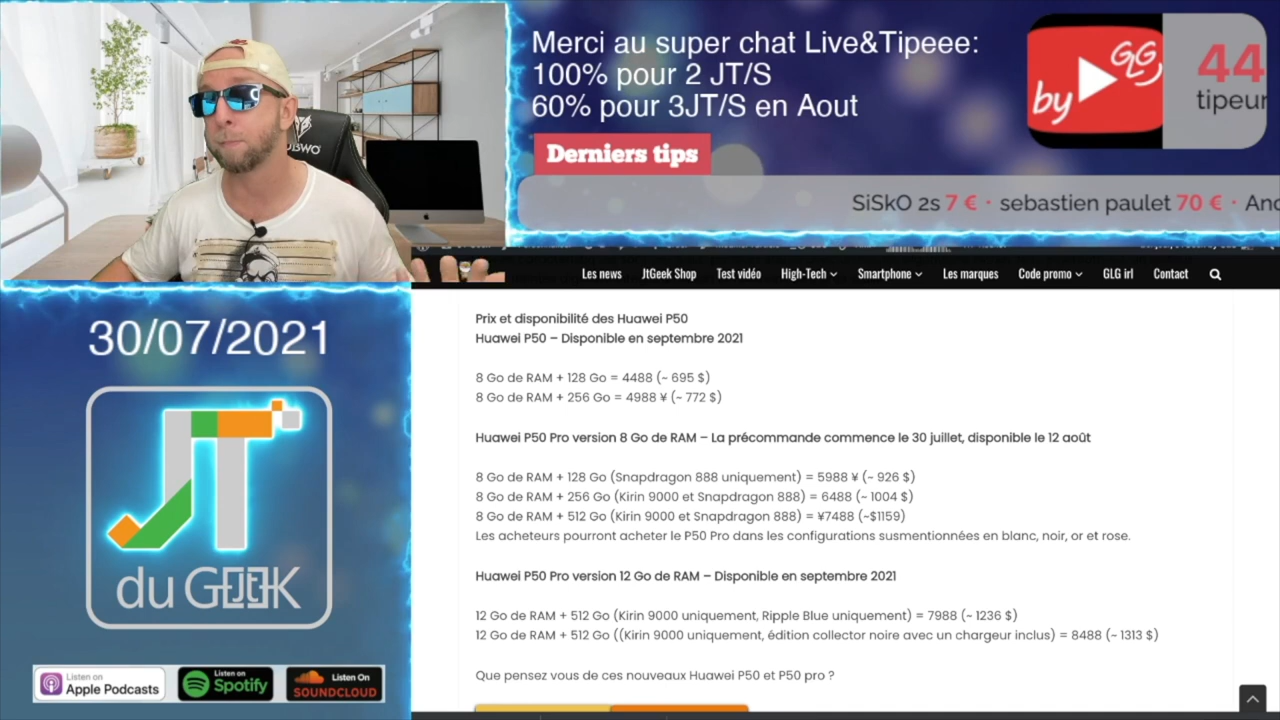 Merci au super chat Live&Tipeee:
100% pour 2 JT/S
60% pour 3JT/S en Aout
by GLG
44
tipeur
Derniers tips
SiSkO 2s 7 € · sebastien paulet 70 € ·
Les news JtGeek Shop Test vidéo High-Tech Smartphone Les marques Code promo GLG irl Contact
30/07/2021
JT
du GEEK
Listen on
Apple Podcasts
Listen on
Spotify
Listen On
SOUNDCLOUD
Prix et disponibilité des Huawei P50
Huawei P50 – Disponible en septembre 2021
8 Go de RAM + 128 Go = 4488 (~ 695 $)
8 Go de RAM + 256 Go = 4988 ¥ (~ 772 $)
Huawei P50 Pro version 8 Go de RAM – La précommande commence le 30 juillet, disponible le 12 août
8 Go de RAM + 128 Go (Snapdragon 888 uniquement) = 5988 ¥ (~ 926 $)
8 Go de RAM + 256 Go (Kirin 9000 et Snapdragon 888) = 6488 (~ 1004 $)
8 Go de RAM + 512 Go (Kirin 9000 et Snapdragon 888) = ¥7488 (~$1159)
Les acheteurs pourront acheter le P50 Pro dans les configurations susmentionnées en blanc, noir, or et rose.
Huawei P50 Pro version 12 Go de RAM – Disponible en septembre 2021
12 Go de RAM + 512 Go (Kirin 9000 uniquement, Ripple Blue uniquement) = 7988 (~ 1236 $)
12 Go de RAM + 512 Go ((Kirin 9000 uniquement, édition collector noire avec un chargeur inclus) = 8488 (~ 1313 $)
Que pensez vous de ces nouveaux Huawei P50 et P50 pro ?